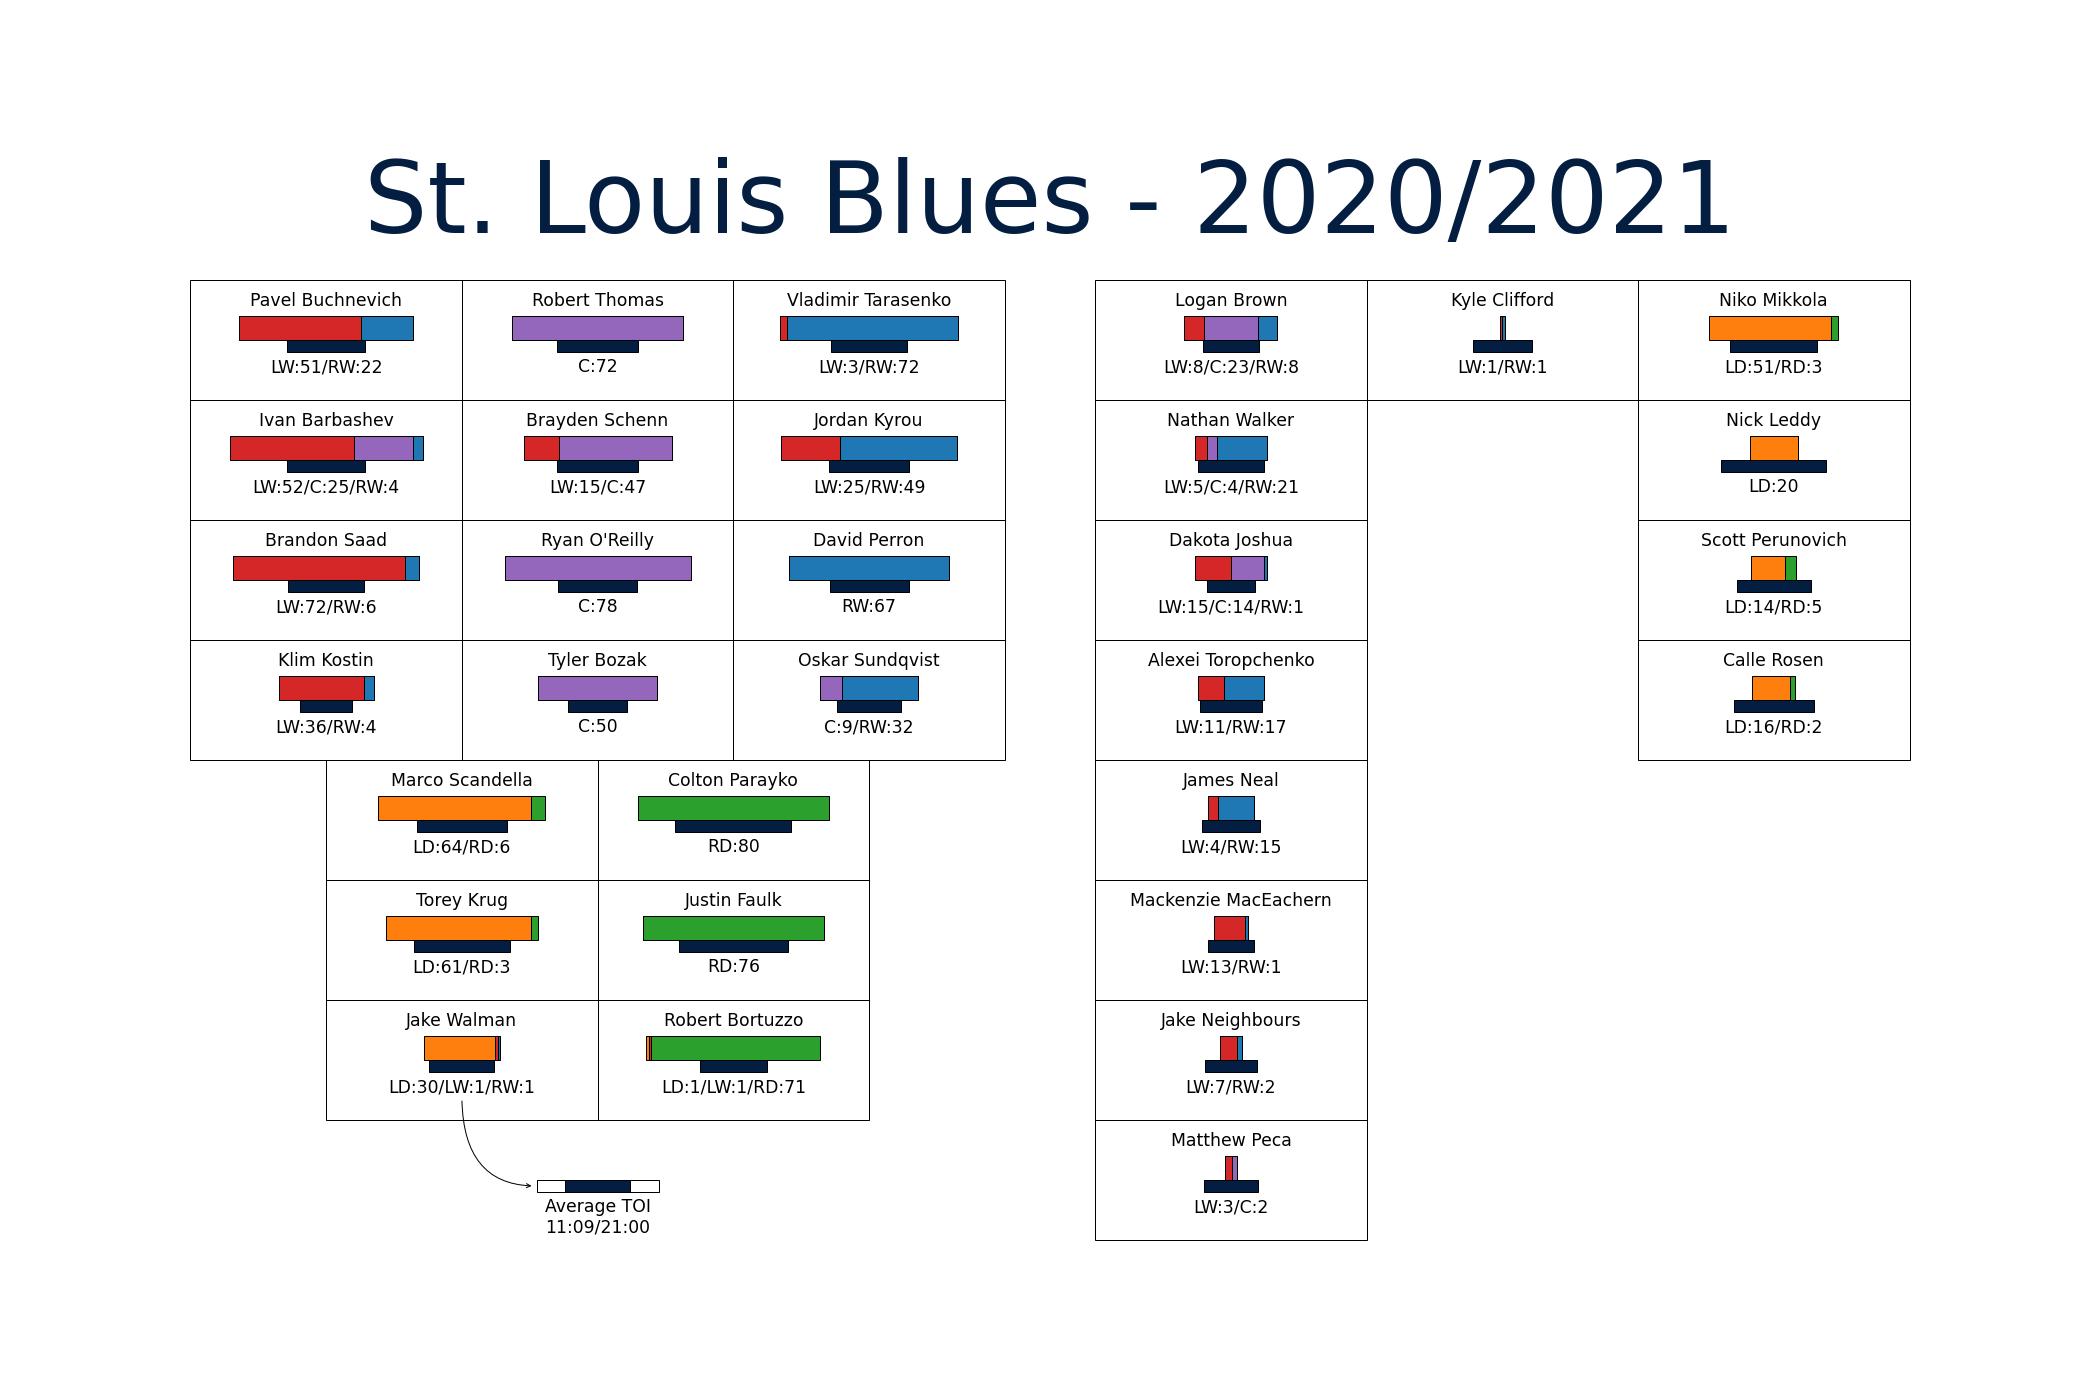 St. Louis Blues - 2020/2021
Pavel Buchnevich
LW:51/RW:22
Robert Thomas
C:72
Vladimir Tarasenko
LW:3/RW:72
Ivan Barbashev
LW:52/C:25/RW:4
Brayden Schenn
LW:15/C:47
Jordan Kyrou
LW:25/RW:49
Brandon Saad
LW:72/RW:6
Ryan O'Reilly
C:78
David Perron
RW:67
Klim Kostin
LW:36/RW:4
Tyler Bozak
C:50
Oskar Sundqvist
C:9/RW:32
Marco Scandella
LD:64/RD:6
Colton Parayko
RD:80
Torey Krug
LD:61/RD:3
Justin Faulk
RD:76
Jake Walman
LD:30/LW:1/RW:1
Robert Bortuzzo
LD:1/LW:1/RD:71
Average TOI
11:09/21:00
Logan Brown
LW:8/C:23/RW:8
Kyle Clifford
LW:1/RW:1
Niko Mikkola
LD:51/RD:3
Nathan Walker
LW:5/C:4/RW:21
Nick Leddy
LD:20
Dakota Joshua
LW:15/C:14/RW:1
Scott Perunovich
LD:14/RD:5
Alexei Toropchenko
LW:11/RW:17
Calle Rosen
LD:16/RD:2
James Neal
LW:4/RW:15
Mackenzie MacEachern
LW:13/RW:1
Jake Neighbours
LW:7/RW:2
Matthew Peca
LW:3/C:2